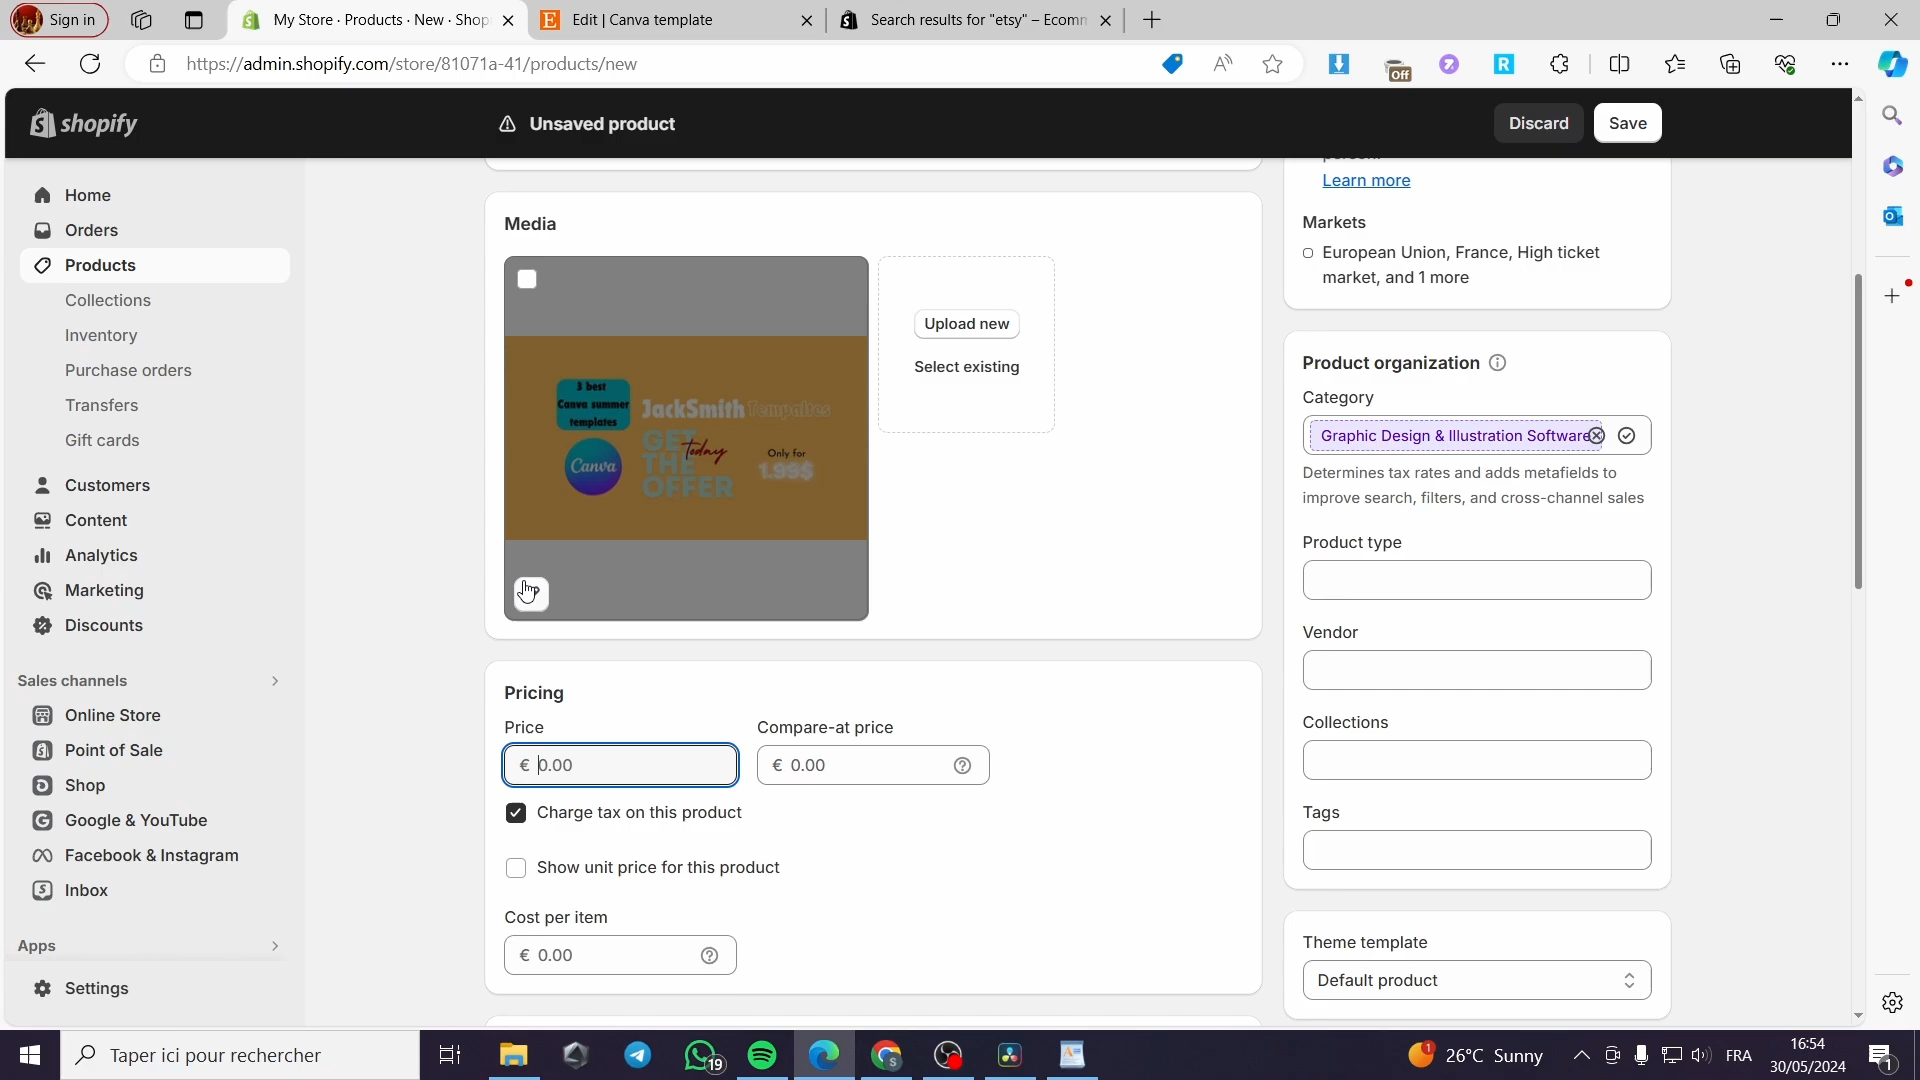 Sign in
My Store · Products · New · Shop
Edit | Canva template
Search results for "etsy" – Ecomm
https://admin.shopify.com/store/81071a-41/products/new
Off
shopify
Unsaved product
Discard
Save
Home
Orders
Products
Collections
Inventory
Purchase orders
Transfers
Gift cards
Customers
Content
Analytics
Marketing
Discounts
Sales channels
Online Store
Point of Sale
Shop
Google & YouTube
Facebook & Instagram
Inbox
Apps
Settings
Media
3 best
Canva summer
templates
JackSmith Tempaltes
GET
THE
OFFER
today
Canva
Only for
1.99$
Upload new
Select existing
Pricing
Price
Compare-at price
€ 0.00
€ 0.00
Charge tax on this product
Show unit price for this product
Cost per item
€ 0.00
Learn more
Markets
European Union, France, High ticket
market, and 1 more
Product organization
Category
Graphic Design & Illustration Software
Determines tax rates and adds metafields to
improve search, filters, and cross-channel sales
Product type
Vendor
Collections
Tags
Theme template
Default product
Taper ici pour rechercher
19
1
26°C Sunny
FRA
16:54
30/05/2024
1